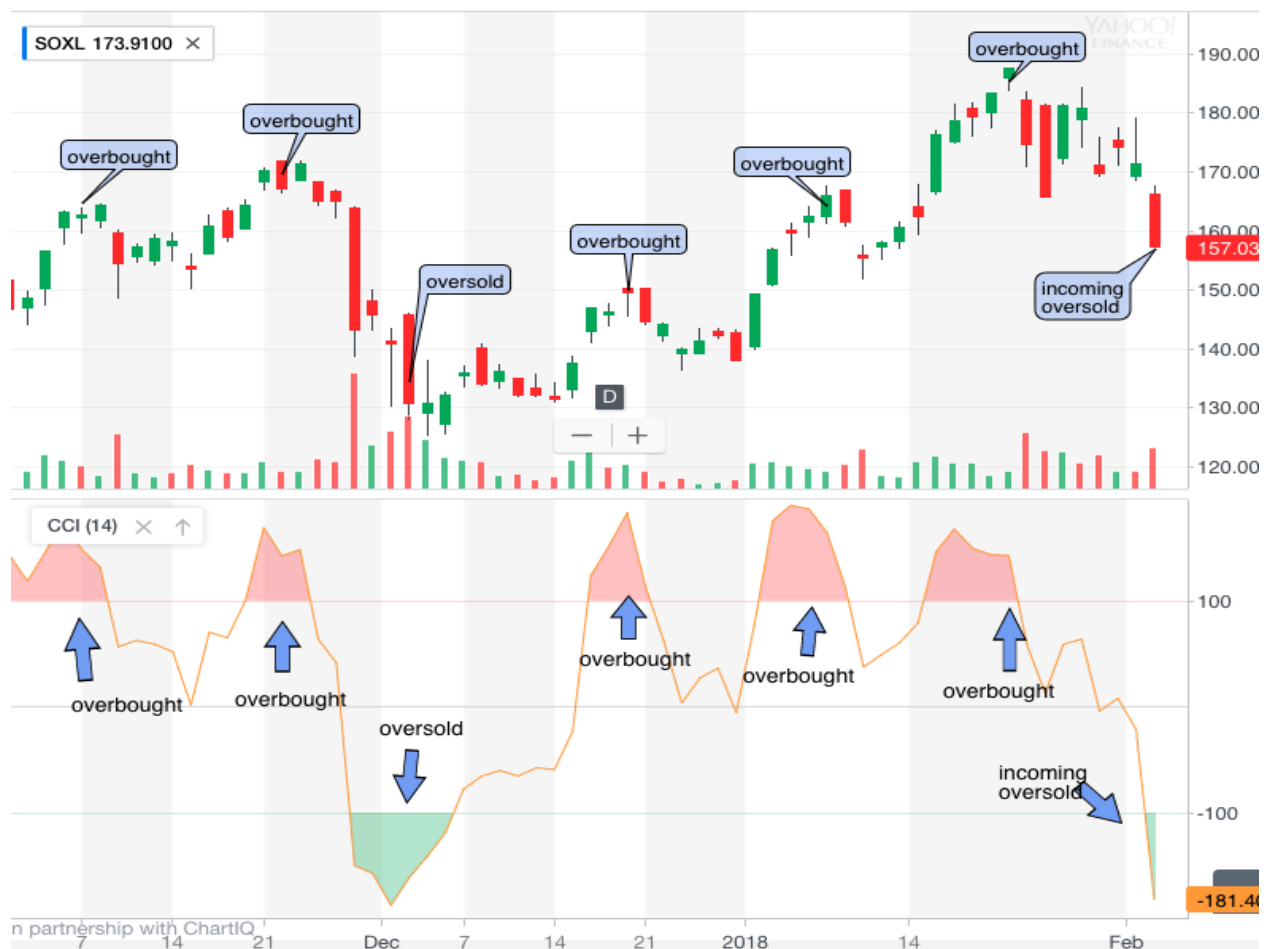 YAHOO!
FINANCE
SOXL 173.9100 ×
overbought
190.00
overbought
180.00
overbought
170.00
overbought
160.00
overbought
157.03
oversold
incoming
oversold
150.00
140.00
D
130.00
120.00
CCI (14)
100
overbought
overbought
overbought
overbought
overbought
oversold
incoming
oversold
-100
-181.40
n partnership with ChartIQ
7
14
21
Dec
7
14
21
2018
14
Feb